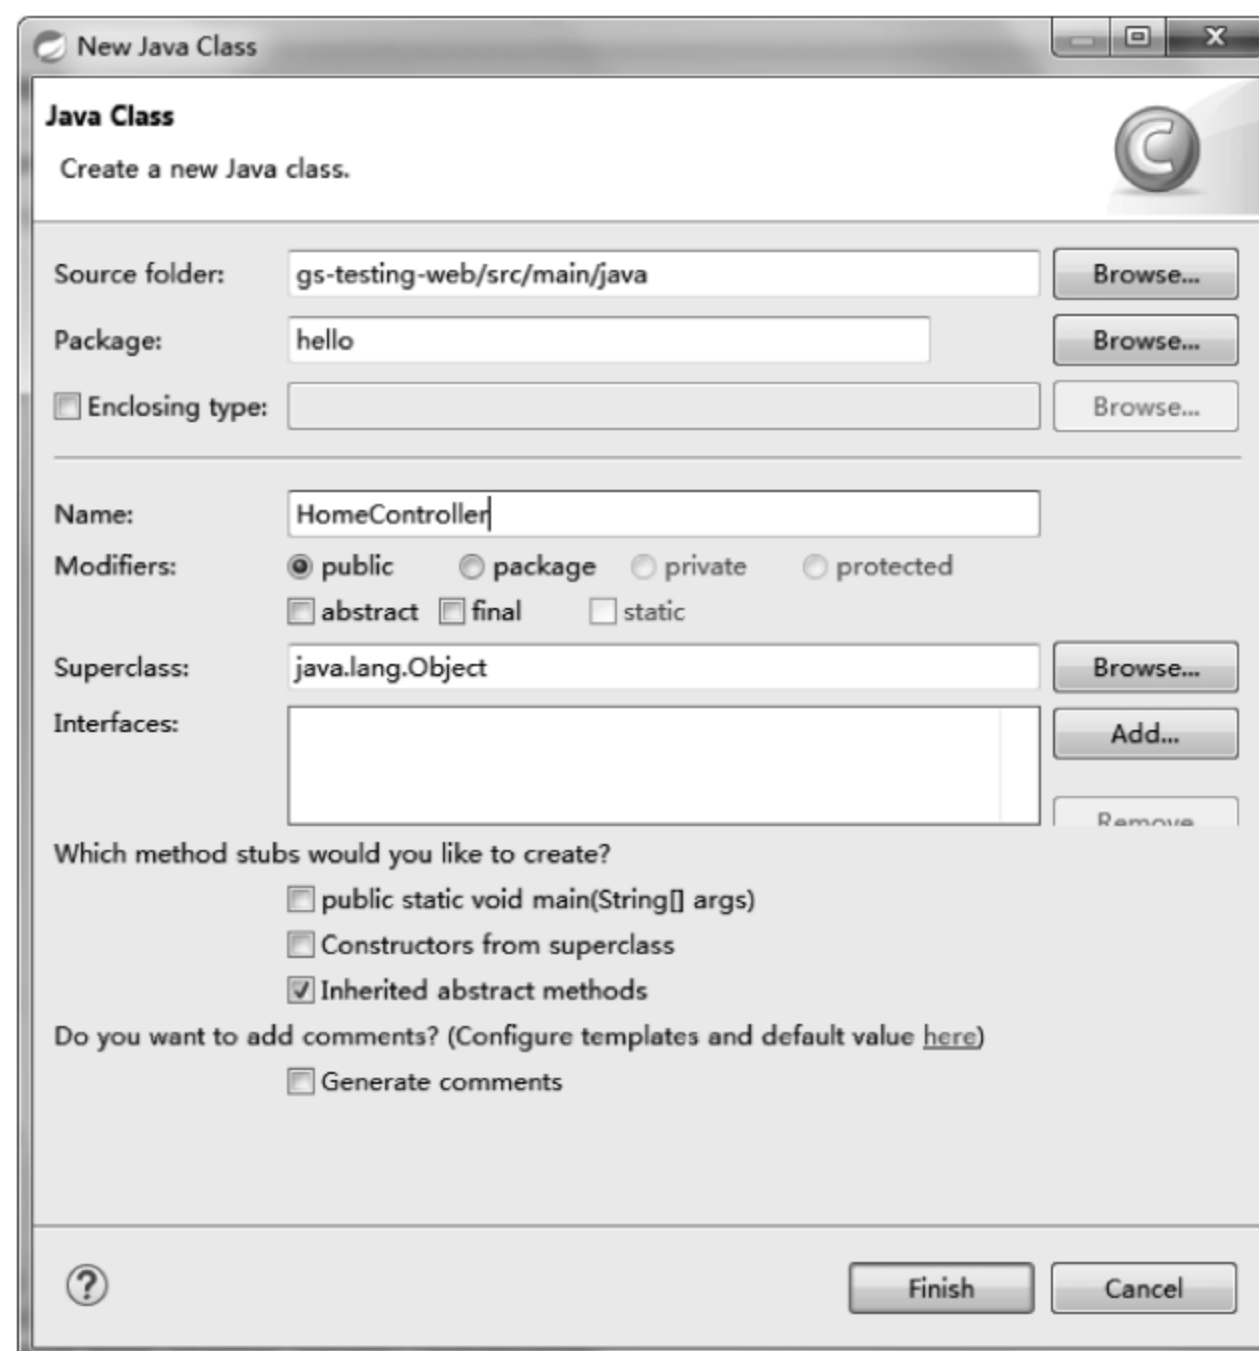 New Java Class
Java Class
Create a new Java class.
Source folder: gs-testing-web/src/main/java Browse...
Package: hello Browse...
Enclosing type: Browse...
Name: HomeController
Modifiers: public package private protected
abstract final static
Superclass: java.lang.Object Browse...
Interfaces: Add...
Remove
Which method stubs would you like to create?
public static void main(String[] args)
Constructors from superclass
Inherited abstract methods
Do you want to add comments? (Configure templates and default value here)
Generate comments
? Finish Cancel